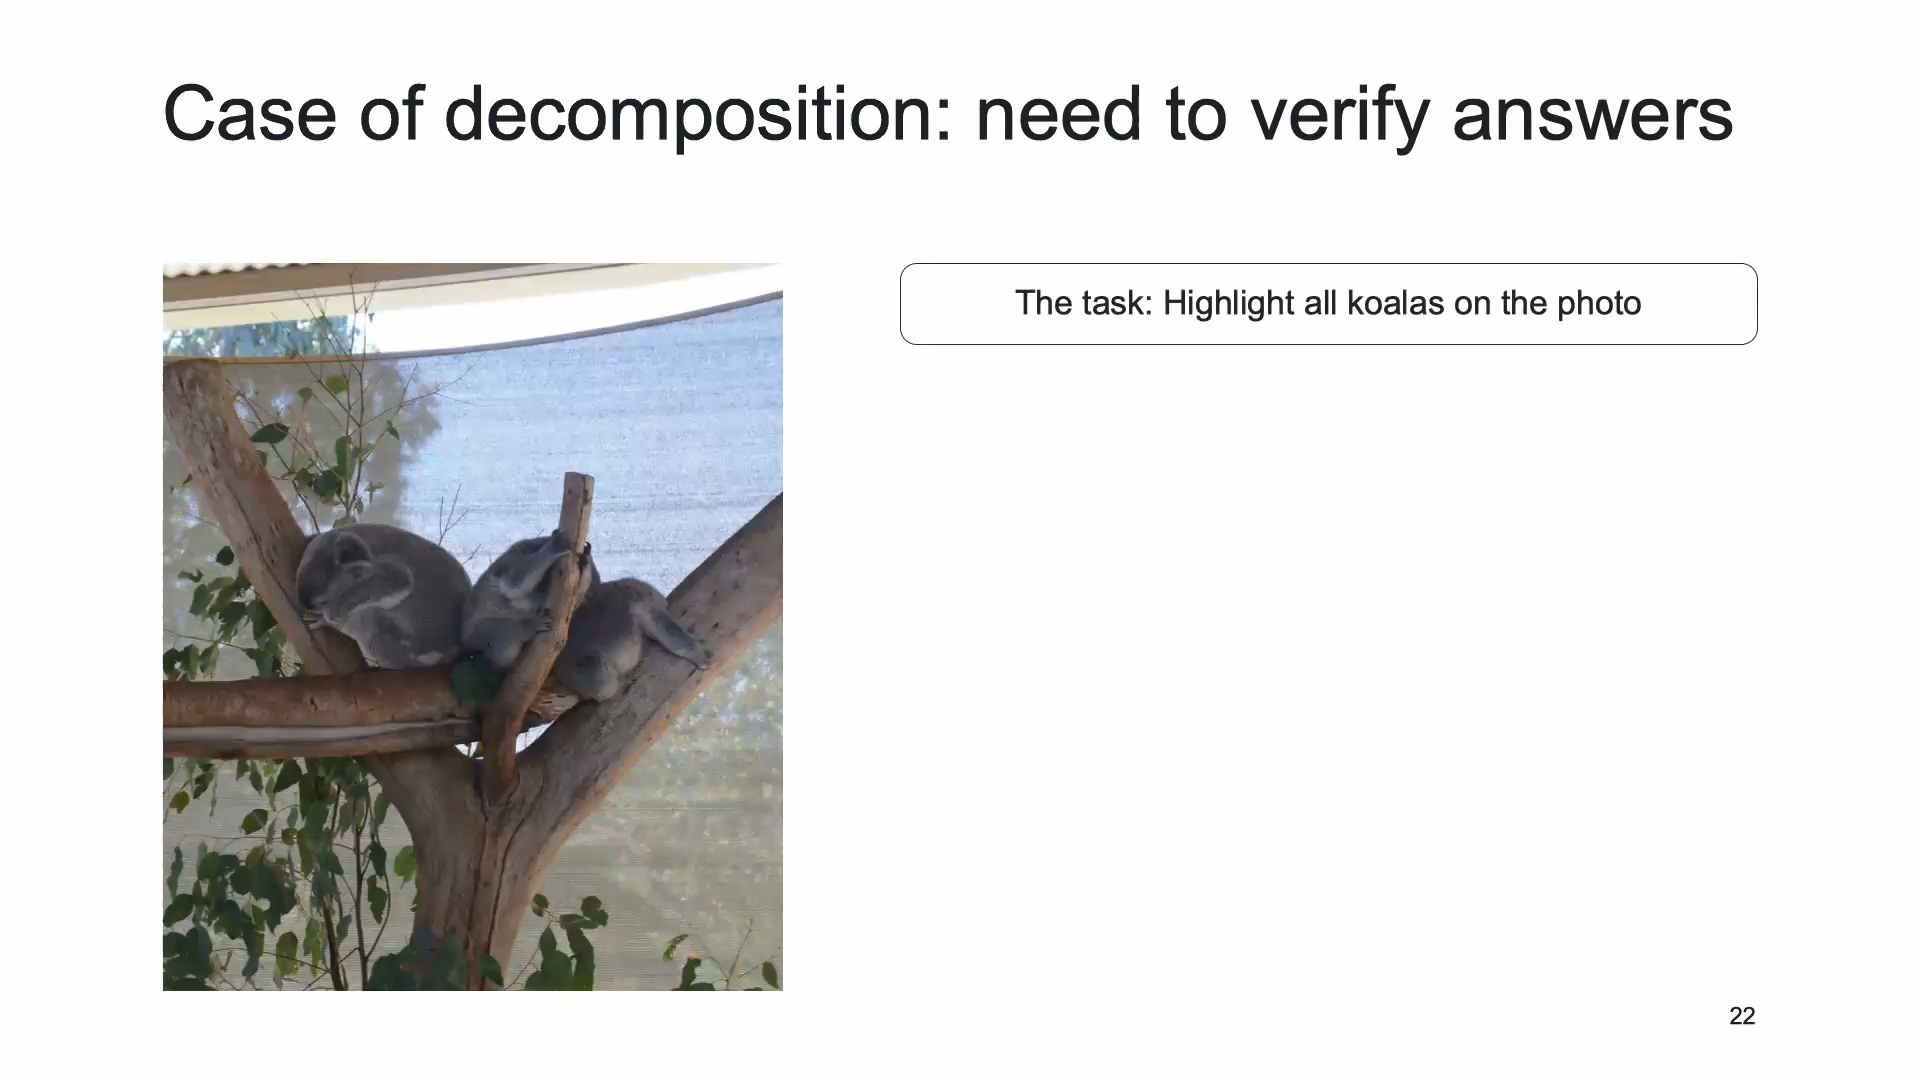 Case of decomposition: need to verify answers
The task: Highlight all koalas on the photo
22